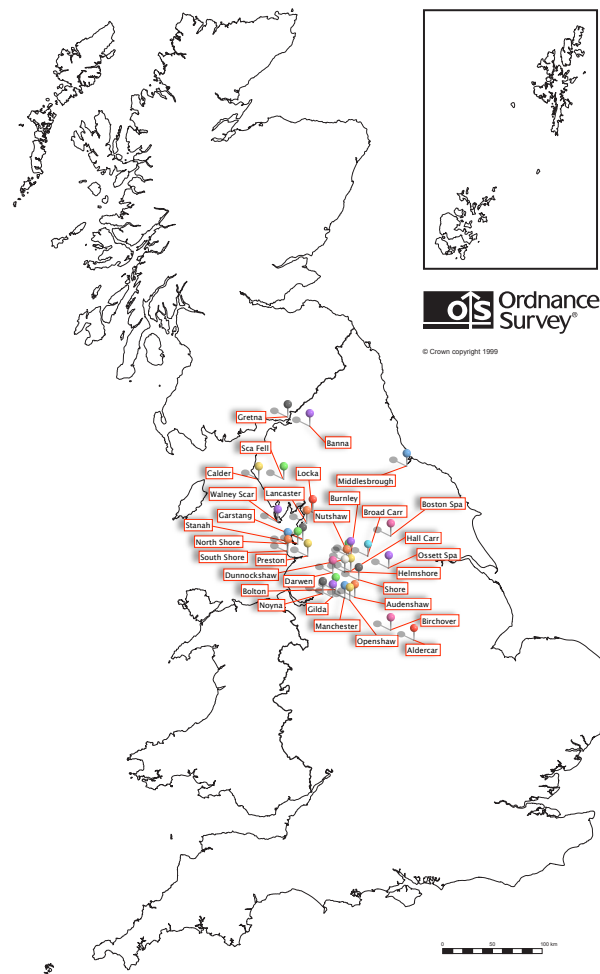 OS Ordnance
Survey®
© Crown copyright 1999
Gretna
Banna
Sca Fell
Calder
Locka
Middlesbrough
Walney Scar
Lancaster
Burnley
Boston Spa
Nutshaw
Broad Carr
Garstang
Stanah
Hall Carr
North Shore
South Shore
Preston
Ossett Spa
Dunnockshaw
Darwen
Helmshore
Bolton
Shore
Noyna
Gilda
Audenshaw
Manchester
Birchover
Openshaw
Aldercar
0 50 100 km